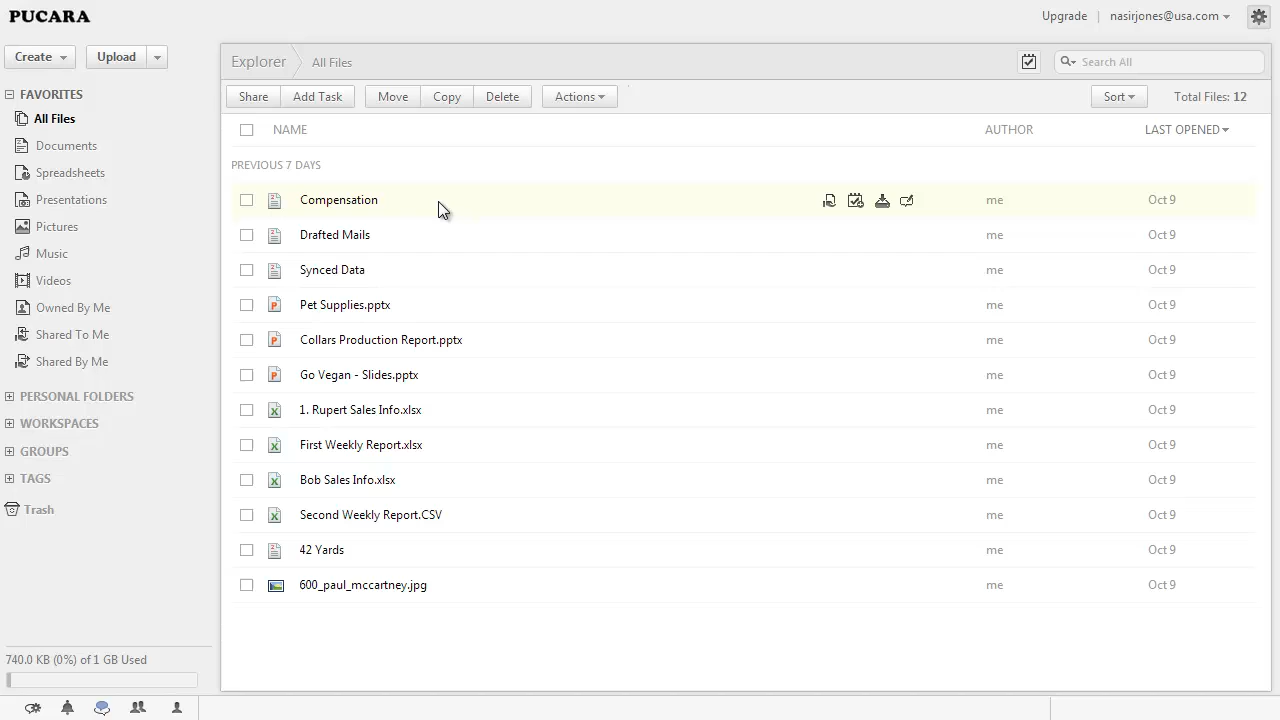 PUCARA
Upgrade | nasirjones@usa.com
Create Upload
FAVORITES
All Files
Documents
Spreadsheets
Presentations
Pictures
Music
Videos
Owned By Me
Shared To Me
Shared By Me
PERSONAL FOLDERS
WORKSPACES
GROUPS
TAGS
Trash
740.0 KB (0%) of 1 GB Used
Explorer All Files Search All
Share Add Task Move Copy Delete Actions Sort Total Files: 12
NAME AUTHOR LAST OPENED
PREVIOUS 7 DAYS
Compensation me Oct 9
Drafted Mails me Oct 9
Synced Data me Oct 9
Pet Supplies.pptx me Oct 9
Collars Production Report.pptx me Oct 9
Go Vegan - Slides.pptx me Oct 9
1. Rupert Sales Info.xlsx me Oct 9
First Weekly Report.xlsx me Oct 9
Bob Sales Info.xlsx me Oct 9
Second Weekly Report.CSV me Oct 9
42 Yards me Oct 9
600_paul_mccartney.jpg me Oct 9